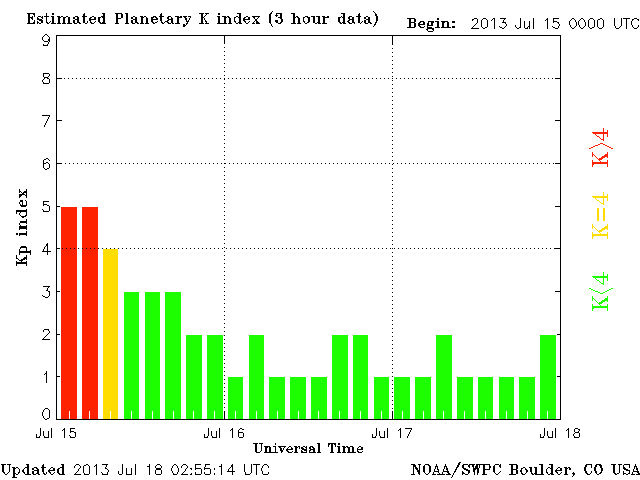 Estimated Planetary K index (3 hour data) Begin: 2013 Jul 15 0000 UTC
9
8
7
6
5
4
3
2
1
0
Kp index
K>4
K=4
K<4
Jul 15 Jul 16 Jul 17 Jul 18
Universal Time
Updated 2013 Jul 18 02:55:14 UTC NOAA/SWPC Boulder, CO USA